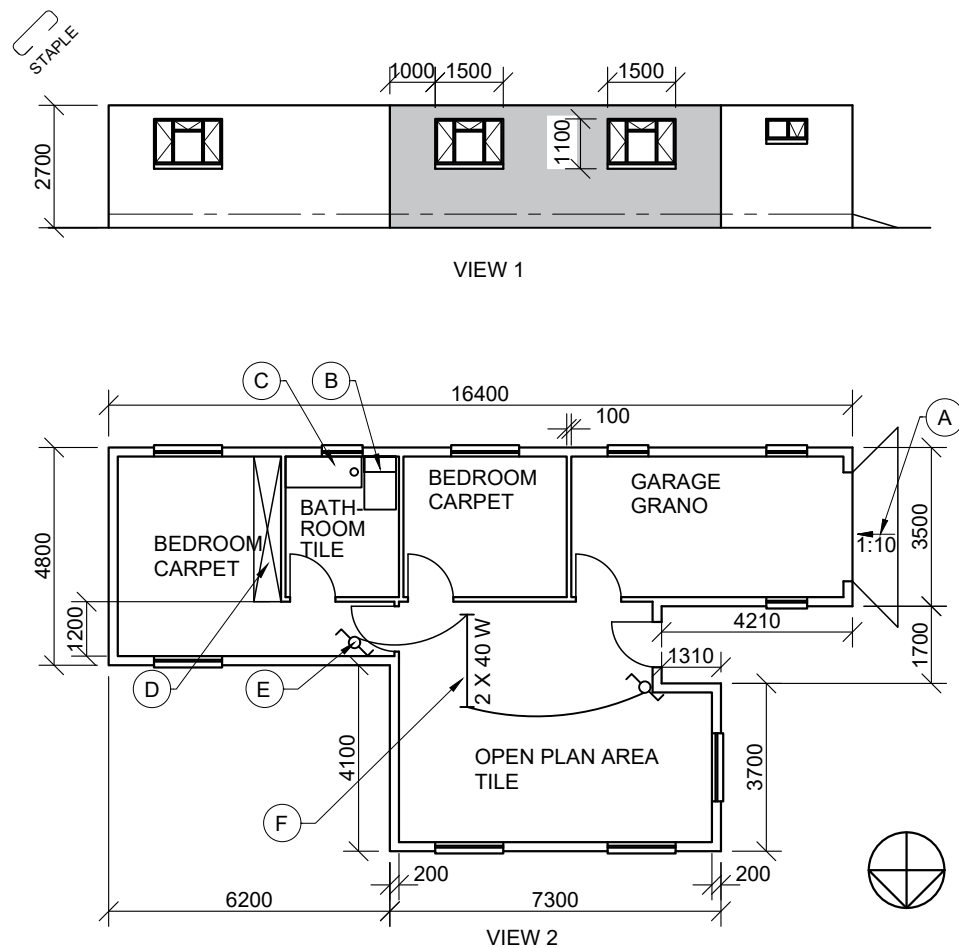 STAPLE
1000
1500
1500
1100
2700
VIEW 1
C
B
16400
100
A
BEDROOM
CARPET
GARAGE
GRANO
BATH-
ROOM
TILE
BEDROOM
CARPET
4800
1:10
3500
1200
4210
1700
1310
D
E
2 X 40 W
OPEN PLAN AREA
TILE
4100
3700
F
200
200
6200
7300
VIEW 2